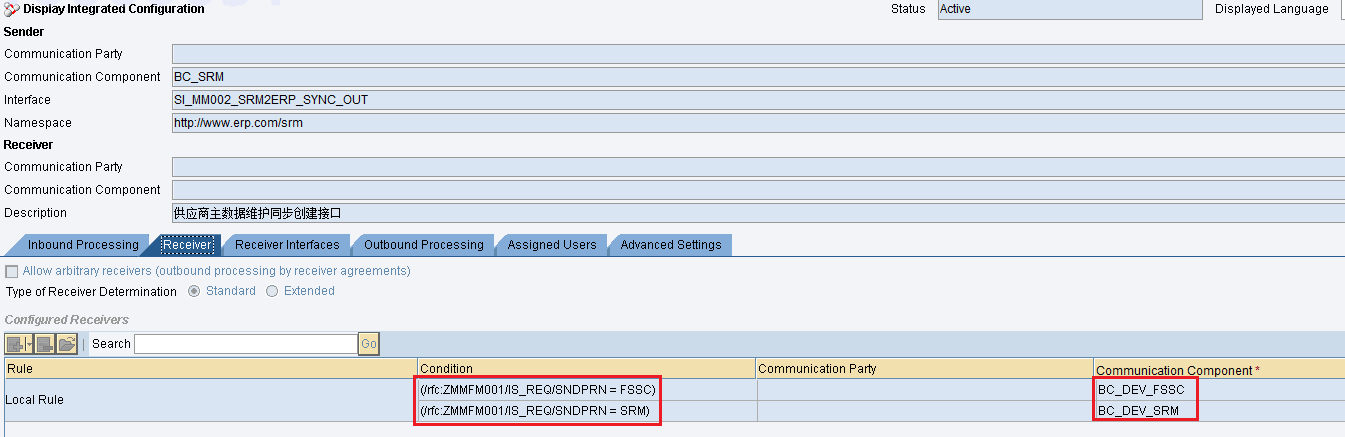 Display Integrated Configuration Status Active Displayed Language
Sender
Communication Party
Communication Component BC_SRM
Interface SI_MM002_SRM2ERP_SYNC_OUT
Namespace http://www.erp.com/srm
Receiver
Communication Party
Communication Component
Description 供应商主数据维护同步创建接口
Inbound Processing Receiver Receiver Interfaces Outbound Processing Assigned Users Advanced Settings
Allow arbitrary receivers (outbound processing by receiver agreements)
Type of Receiver Determination Standard Extended
Configured Receivers
Search Go
Rule Condition Communication Party Communication Component *
Local Rule (/rfc:ZMMFM001/IS_REQ/SNDPRN = FSSC) BC_DEV_FSSC
(/rfc:ZMMFM001/IS_REQ/SNDPRN = SRM) BC_DEV_SRM